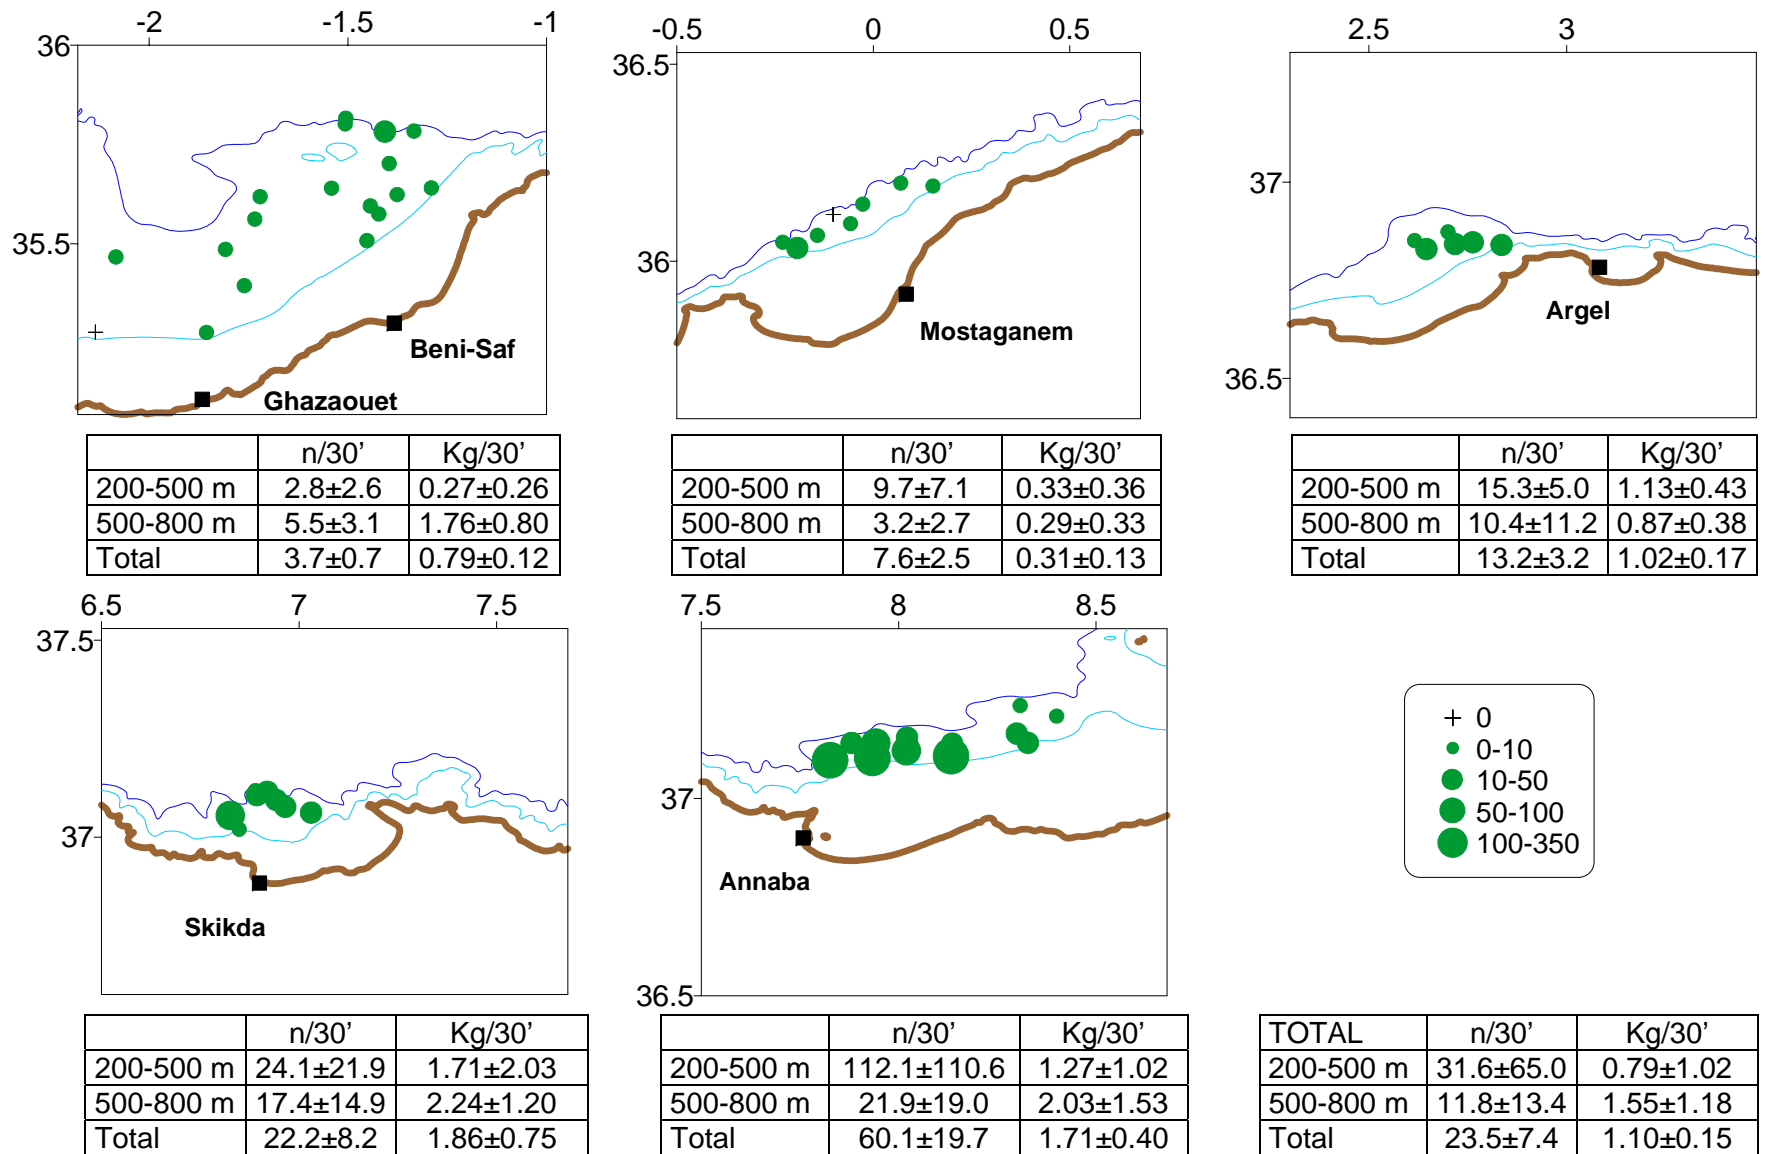 -2 -1.5 -1
36
35.5
Beni-Saf
Ghazaouet
n/30' Kg/30'
200-500 m 2.8±2.6 0.27±0.26
500-800 m 5.5±3.1 1.76±0.80
Total 3.7±0.7 0.79±0.12
-0.5 0 0.5
36.5
36
Mostaganem
n/30' Kg/30'
200-500 m 9.7±7.1 0.33±0.36
500-800 m 3.2±2.7 0.29±0.33
Total 7.6±2.5 0.31±0.13
2.5 3
37
36.5
Argel
n/30' Kg/30'
200-500 m 15.3±5.0 1.13±0.43
500-800 m 10.4±11.2 0.87±0.38
Total 13.2±3.2 1.02±0.17
6.5 7 7.5
37.5
37
Skikda
n/30' Kg/30'
200-500 m 24.1±21.9 1.71±2.03
500-800 m 17.4±14.9 2.24±1.20
Total 22.2±8.2 1.86±0.75
7.5 8 8.5
37
36.5
Annaba
n/30' Kg/30'
200-500 m 112.1±110.6 1.27±1.02
500-800 m 21.9±19.0 2.03±1.53
Total 60.1±19.7 1.71±0.40
0
0-10
10-50
50-100
100-350
TOTAL n/30' Kg/30'
200-500 m 31.6±65.0 0.79±1.02
500-800 m 11.8±13.4 1.55±1.18
Total 23.5±7.4 1.10±0.15